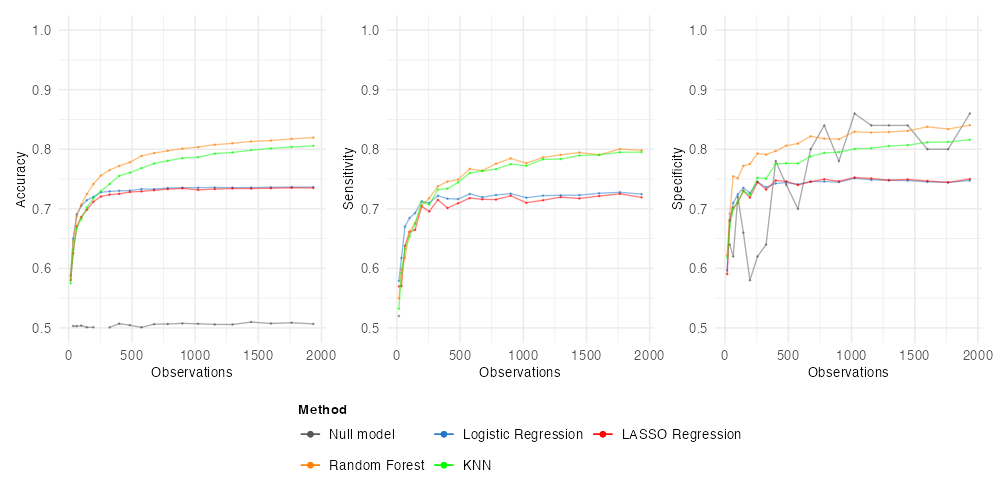 1.0
0.9
0.8
0.7
0.6
0.5
Accuracy
0 500 1000 1500 2000
Observations
1.0
0.9
0.8
0.7
0.6
0.5
Sensitivity
0 500 1000 1500 2000
Observations
1.0
0.9
0.8
0.7
0.6
0.5
Specificity
0 500 1000 1500 2000
Observations
Method
Null model Logistic Regression LASSO Regression
Random Forest KNN